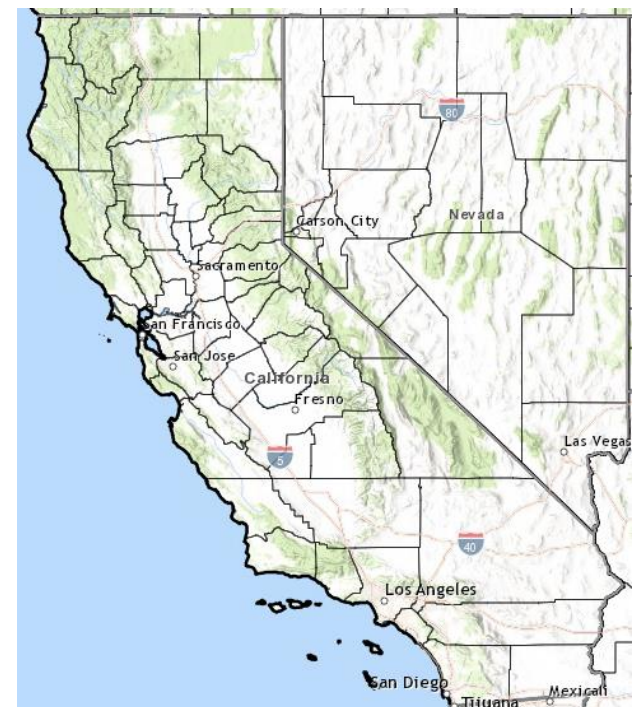 80
Nevada
Carson City
Sacramento
San Francisco
San Jose
California
Fresno
Las Vegas
5
40
Los Angeles
San Diego
Mexicali
Tijuana